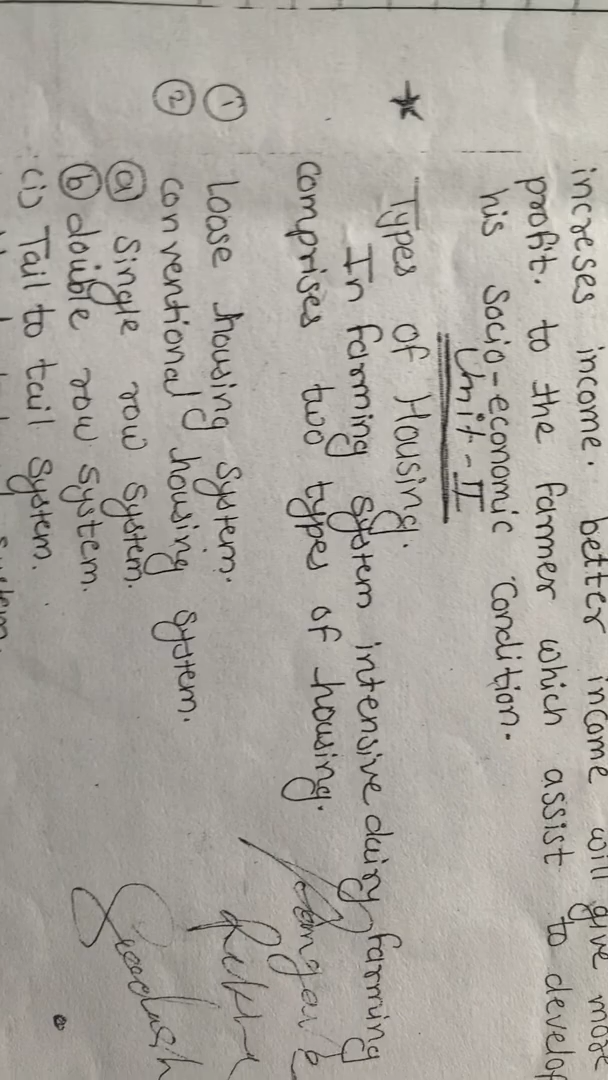 increses income. better income will give more
profit. to the farmer which assist to develop
his socio-economic condition.
Unit-II
★ Types of Housing.
In farming system intensive dairy farming
comprises two types of housing.
① Loose housing system.
② conventional housing system.
ⓐ single row system.
ⓑ double row system.
(i) Tail to tail system.